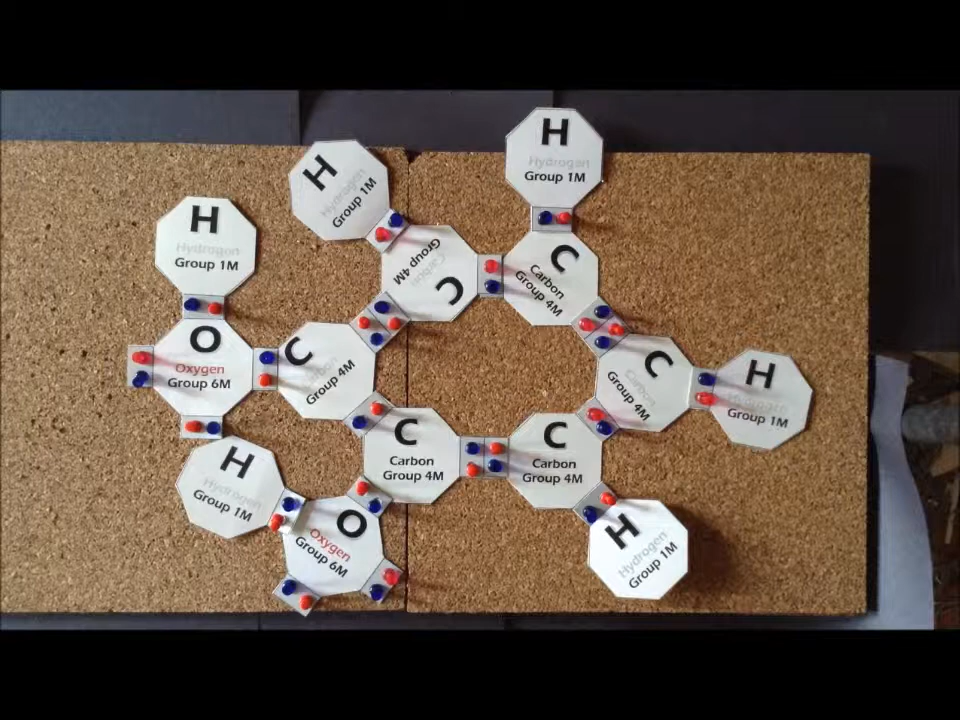 H
Hydrogen
Group 1M
H
Hydrogen
Group 1M
H
Hydrogen
Group 1M
C
Carbon
Group 4M
C
Carbon
Group 4M
O
Oxygen
Group 6M
C
Carbon
Group 4M
C
Carbon
Group 4M
H
Hydrogen
Group 1M
C
Carbon
Group 4M
C
Carbon
Group 4M
H
Hydrogen
Group 1M
O
Oxygen
Group 6M
H
Hydrogen
Group 1M